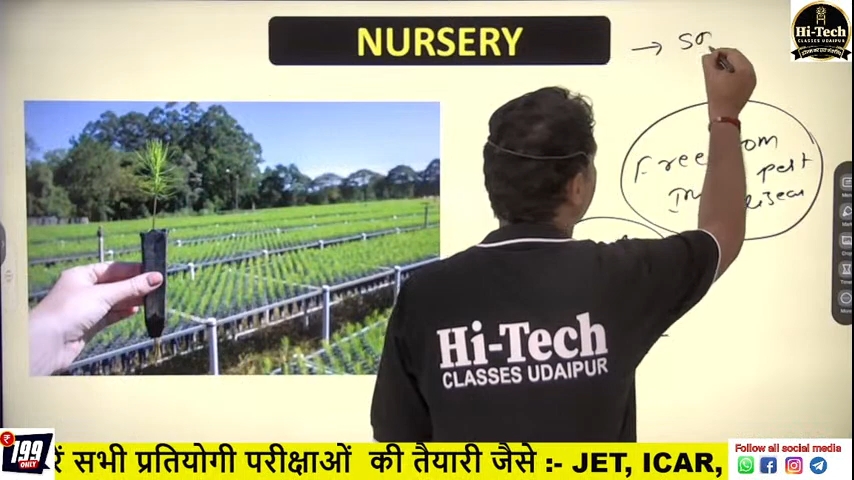 NURSERY
Hi-Tech
CLASSES UDAIPUR
→ so
Free
pest
Hi-Tech
CLASSES UDAIPUR
₹ 199
ONLY
सभी प्रतियोगी परीक्षाओं की तैयारी जैसे :- JET, ICAR,
Follow all social media